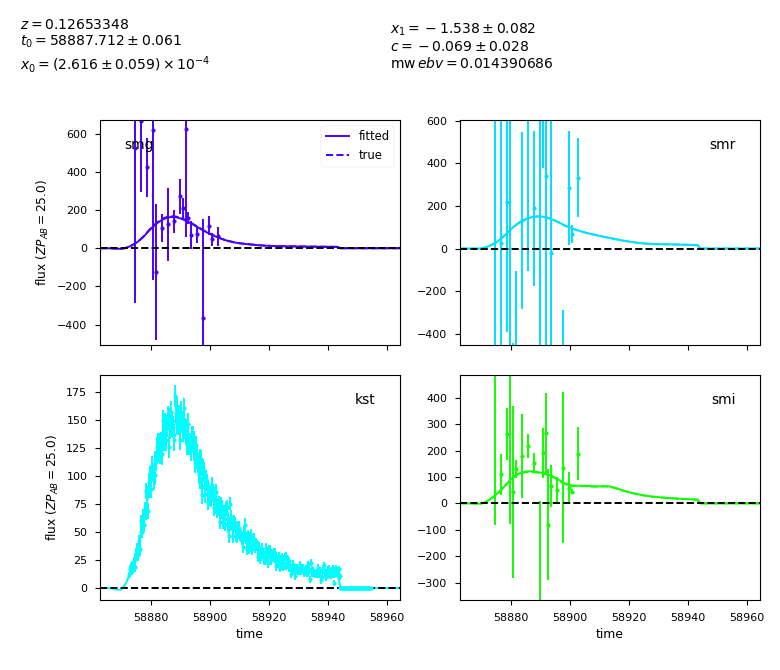 z = 0.12653348
t₀ = 58887.712 ± 0.061
x₀ = (2.616 ± 0.059) × 10⁻⁴
x₁ = −1.538 ± 0.082
c = −0.069 ± 0.028
mwebv = 0.014390686
smg
fitted
true
600
400
200
0
−200
−400
flux (ZP_AB = 25.0)
smr
600
400
200
0
−200
−400
kst
175
150
125
100
75
50
25
0
flux (ZP_AB = 25.0)
58880 58900 58920 58940 58960
time
smi
400
300
200
100
0
−100
−200
−300
58880 58900 58920 58940 58960
time